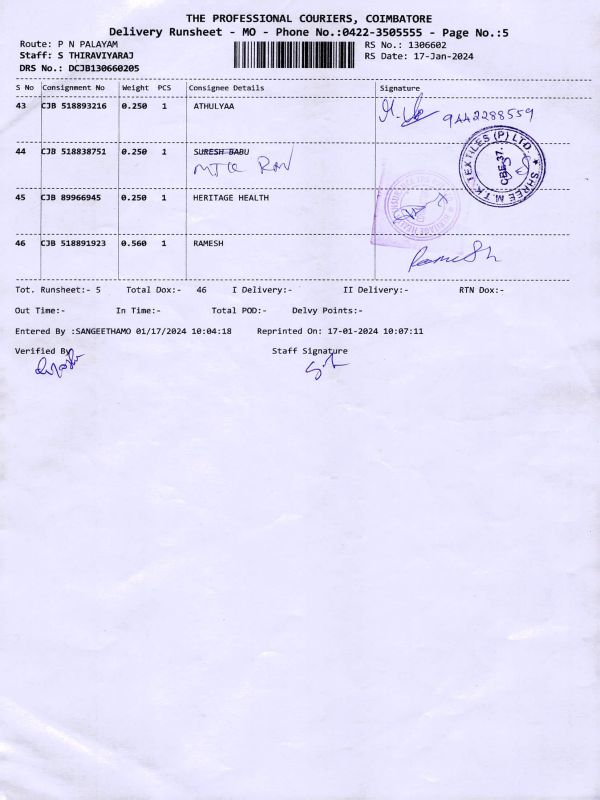 THE PROFESSIONAL COURIERS, COIMBATORE
Delivery Runsheet - MO - Phone No.:0422-3505555 - Page No.:5
Route: P N PALAYAM RS No.: 1306602
Staff: S THIRAVIYARAJ RS Date: 17-Jan-2024
DRS No.: DCJB130660205
S No Consignment No Weight PCS Consignee Details Signature
43 CJB 518893216 0.250 1 ATHULYAA 9442288559
44 CJB 518838751 0.250 1 SURESH BABU
SHREE M.T.K TEXTILES (P) LTD. ★
CBE-37.
45 CJB 89966945 0.250 1 HERITAGE HEALTH
46 CJB 518891923 0.560 1 RAMESH Ramesh
Tot. Runsheet:- 5 Total Dox:- 46 I Delivery:- II Delivery:- RTN Dox:-
Out Time:- In Time:- Total POD:- Delvy Points:-
Entered By :SANGEETHAMO 01/17/2024 10:04:18 Reprinted On: 17-01-2024 10:07:11
Verified By Staff Signature